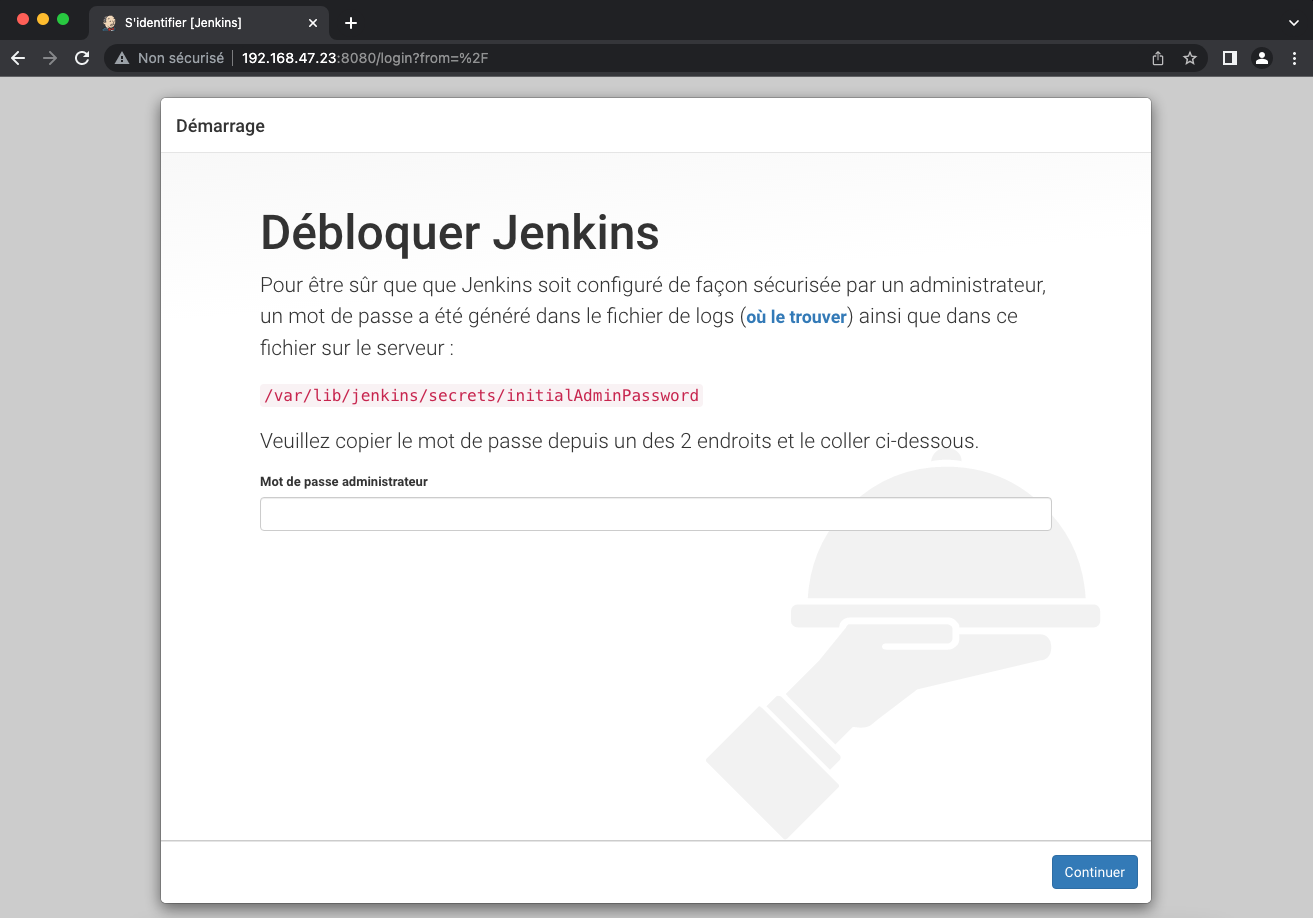 S'identifier [Jenkins]
Non sécurisé 192.168.47.23:8080/login?from=%2F
Démarrage
Débloquer Jenkins
Pour être sûr que que Jenkins soit configuré de façon sécurisée par un administrateur,
un mot de passe a été généré dans le fichier de logs (où le trouver) ainsi que dans ce
fichier sur le serveur :
/var/lib/jenkins/secrets/initialAdminPassword
Veuillez copier le mot de passe depuis un des 2 endroits et le coller ci-dessous.
Mot de passe administrateur
Continuer